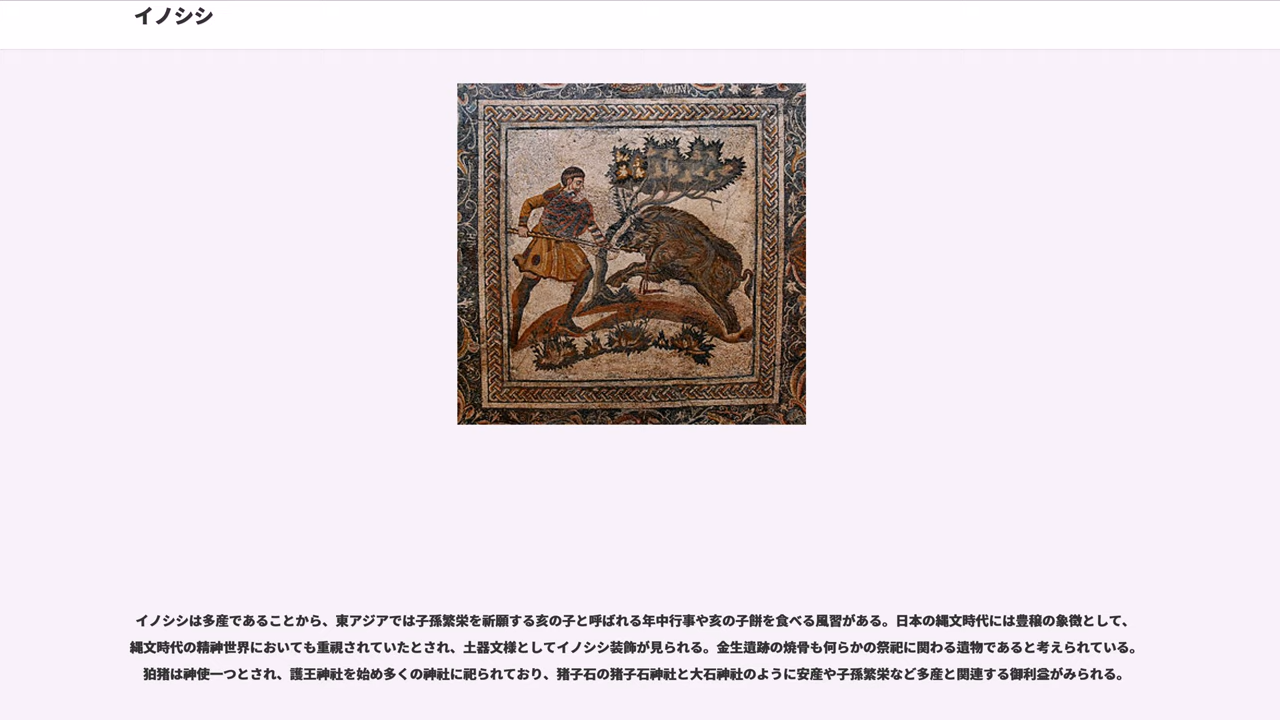 イノシシ
イノシシは多産であることから、東アジアでは子孫繁栄を祈願する亥の子と呼ばれる年中行事や亥の子餅を食べる風習がある。日本の縄文時代には豊穣の象徴として、
縄文時代の精神世界においても重視されていたとされ、土器文様としてイノシシ装飾が見られる。金生遺跡の焼骨も何らかの祭祀に関わる遺物であると考えられている。
狛猪は神使一つとされ、護王神社を始め多くの神社に祀られており、猪子石の猪子石神社と大石神社のように安産や子孫繁栄など多産と関連する御利益がみられる。